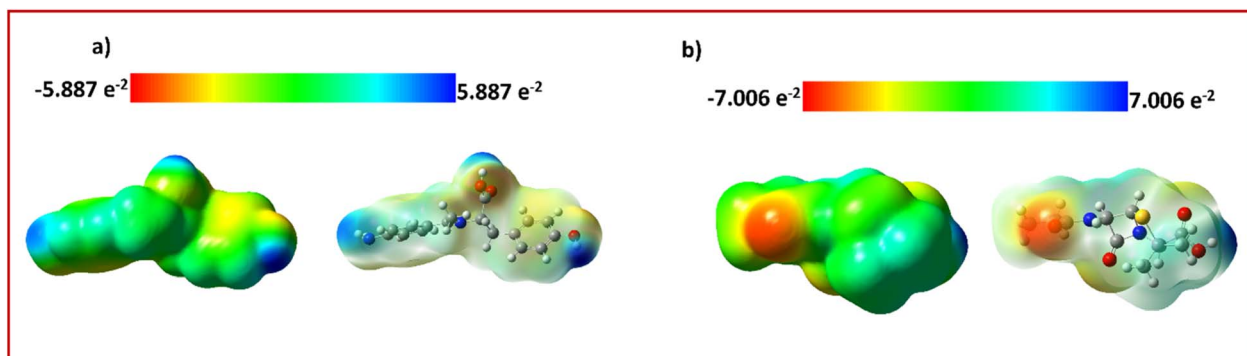 a)
-5.887 e⁻² 5.887 e⁻²
b)
-7.006 e⁻² 7.006 e⁻²